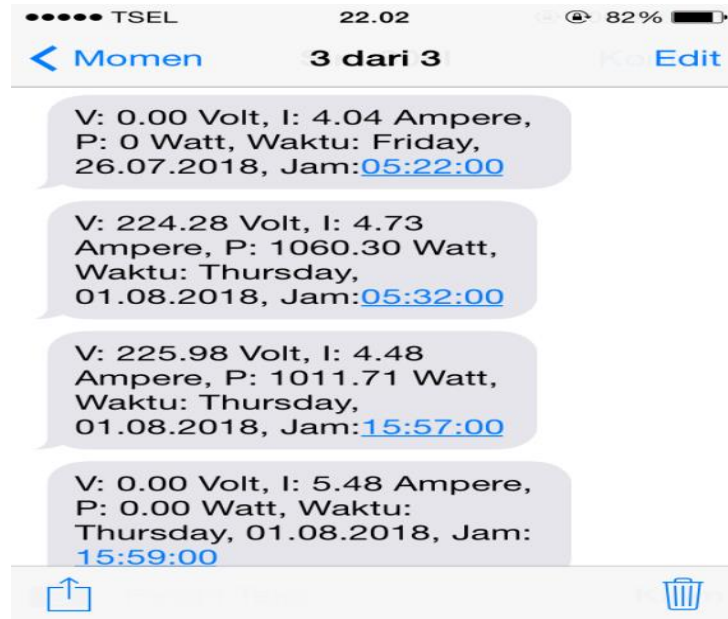 TSEL 22.02 82%
Momen 3 dari 3 Edit
V: 0.00 Volt, I: 4.04 Ampere,
P: 0 Watt, Waktu: Friday,
26.07.2018, Jam:05:22:00
V: 224.28 Volt, I: 4.73
Ampere, P: 1060.30 Watt,
Waktu: Thursday,
01.08.2018, Jam:05:32:00
V: 225.98 Volt, I: 4.48
Ampere, P: 1011.71 Watt,
Waktu: Thursday,
01.08.2018, Jam:15:57:00
V: 0.00 Volt, I: 5.48 Ampere,
P: 0.00 Watt, Waktu:
Thursday, 01.08.2018, Jam:
15:59:00